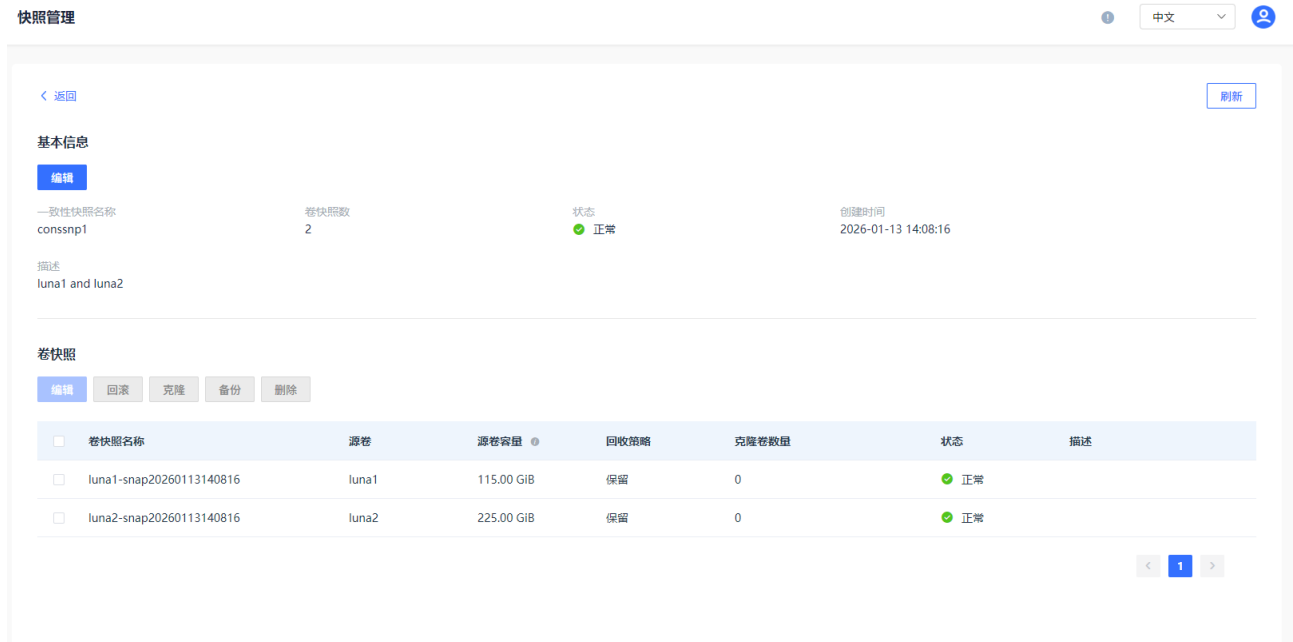 快照管理
中文
返回
刷新
基本信息
编辑
一致性快照名称 卷快照数 状态 创建时间
conssnp1 2 正常 2026-01-13 14:08:16
描述
luna1 and luna2
卷快照
编辑 回滚 克隆 备份 删除
卷快照名称 源卷 源卷容量 回收策略 克隆卷数量 状态 描述
luna1-snap20260113140816 luna1 115.00 GiB 保留 0 正常
luna2-snap20260113140816 luna2 225.00 GiB 保留 0 正常
1